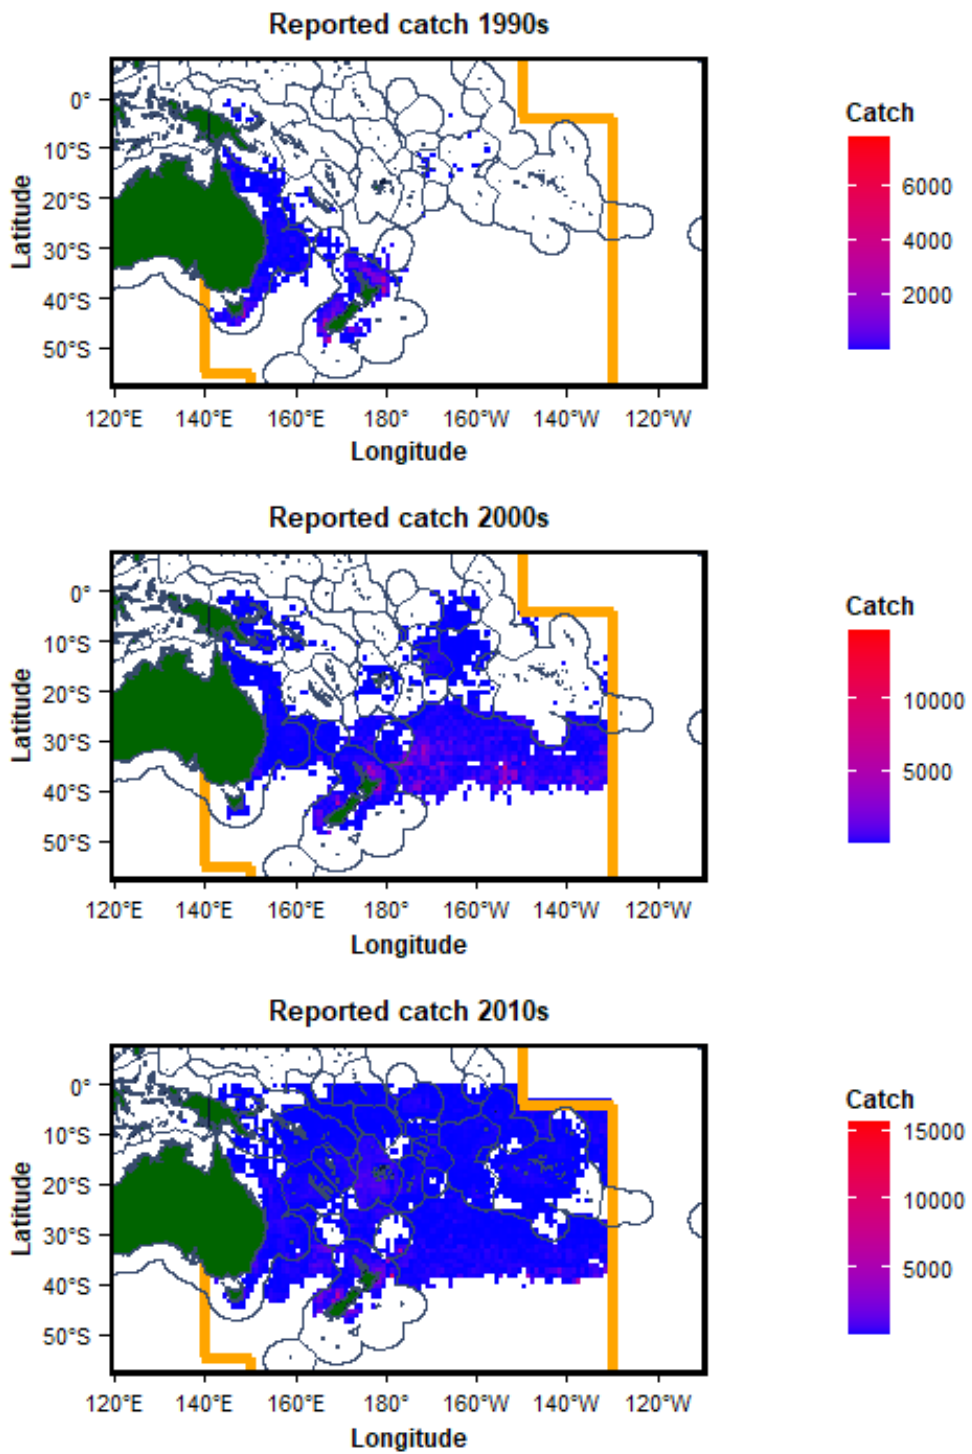 Reported catch 1990s
0°
10°S
20°S
30°S
40°S
50°S
Latitude
120°E 140°E 160°E 180° 160°W 140°W 120°W
Longitude
Catch
6000
4000
2000
Reported catch 2000s
0°
10°S
20°S
30°S
40°S
50°S
Latitude
120°E 140°E 160°E 180° 160°W 140°W 120°W
Longitude
Catch
10000
5000
Reported catch 2010s
0°
10°S
20°S
30°S
40°S
50°S
Latitude
120°E 140°E 160°E 180° 160°W 140°W 120°W
Longitude
Catch
15000
10000
5000